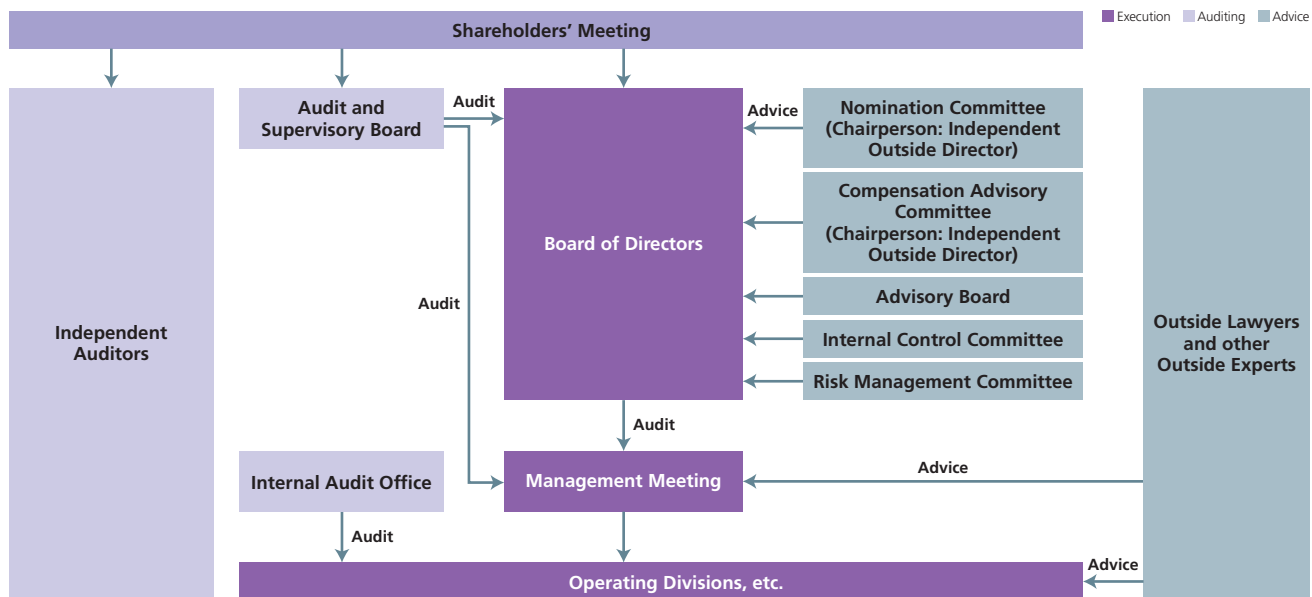 Execution Auditing Advice
Shareholders’ Meeting
Independent
Auditors
Audit and
Supervisory Board
Audit
Audit
Board of Directors
Advice
Nomination Committee
(Chairperson: Independent
Outside Director)
Compensation Advisory
Committee
(Chairperson: Independent
Outside Director)
Advisory Board
Internal Control Committee
Risk Management Committee
Outside Lawyers
and other
Outside Experts
Audit
Internal Audit Office
Management Meeting
Advice
Audit
Operating Divisions, etc.
Advice